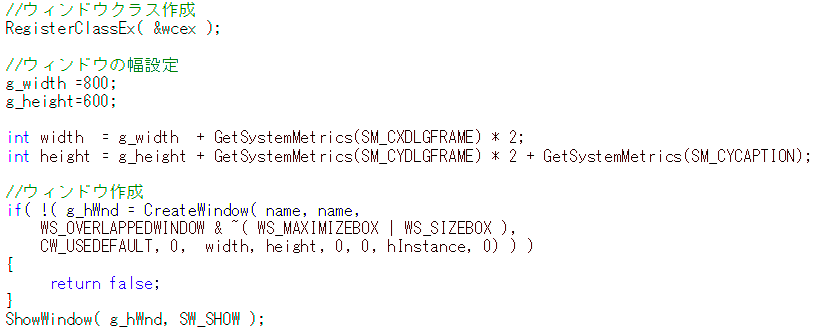 //ウィンドウクラス作成
RegisterClassEx( &wcex );
//ウィンドウの幅設定
g_width =800;
g_height=600;
int width  = g_width  + GetSystemMetrics(SM_CXDLGFRAME) * 2;
int height = g_height + GetSystemMetrics(SM_CYDLGFRAME) * 2 + GetSystemMetrics(SM_CYCAPTION);
//ウィンドウ作成
if( !( g_hWnd = CreateWindow( name, name,
WS_OVERLAPPEDWINDOW & ~( WS_MAXIMIZEBOX | WS_SIZEBOX ),
CW_USEDEFAULT, 0,  width, height, 0, 0, hInstance, 0) ) )
{
return false;
}
ShowWindow( g_hWnd, SW_SHOW );